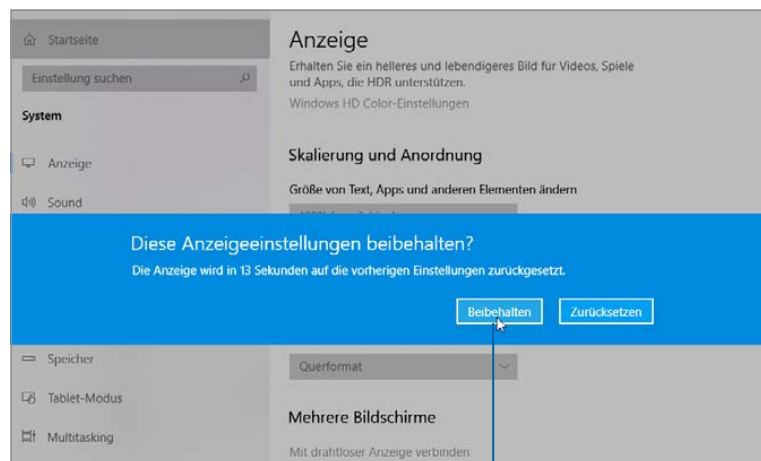 Startseite
Einstellung suchen
System
Anzeige
Sound
Anzeige
Erhalten Sie ein helleres und lebendigeres Bild für Videos, Spiele
und Apps, die HDR unterstützen.
Windows HD Color-Einstellungen
Skalierung und Anordnung
Größe von Text, Apps und anderen Elementen ändern
Diese Anzeigeeinstellungen beibehalten?
Die Anzeige wird in 13 Sekunden auf die vorherigen Einstellungen zurückgesetzt.
Beibehalten
Zurücksetzen
Speicher
Tablet-Modus
Multitasking
Querformat
Mehrere Bildschirme
Mit drahtloser Anzeige verbinden